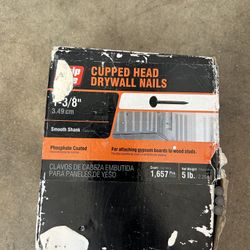 CUPPED HEAD
DRYWALL NAILS
1-3/8"
3.49 cm
Smooth Shank
Phosphate Coated
For attaching gypsum boards to wood studs
CLAVOS DE CABEZA EMBUTIDA
PARA PANELES DE YESO
1,657
5 lb.